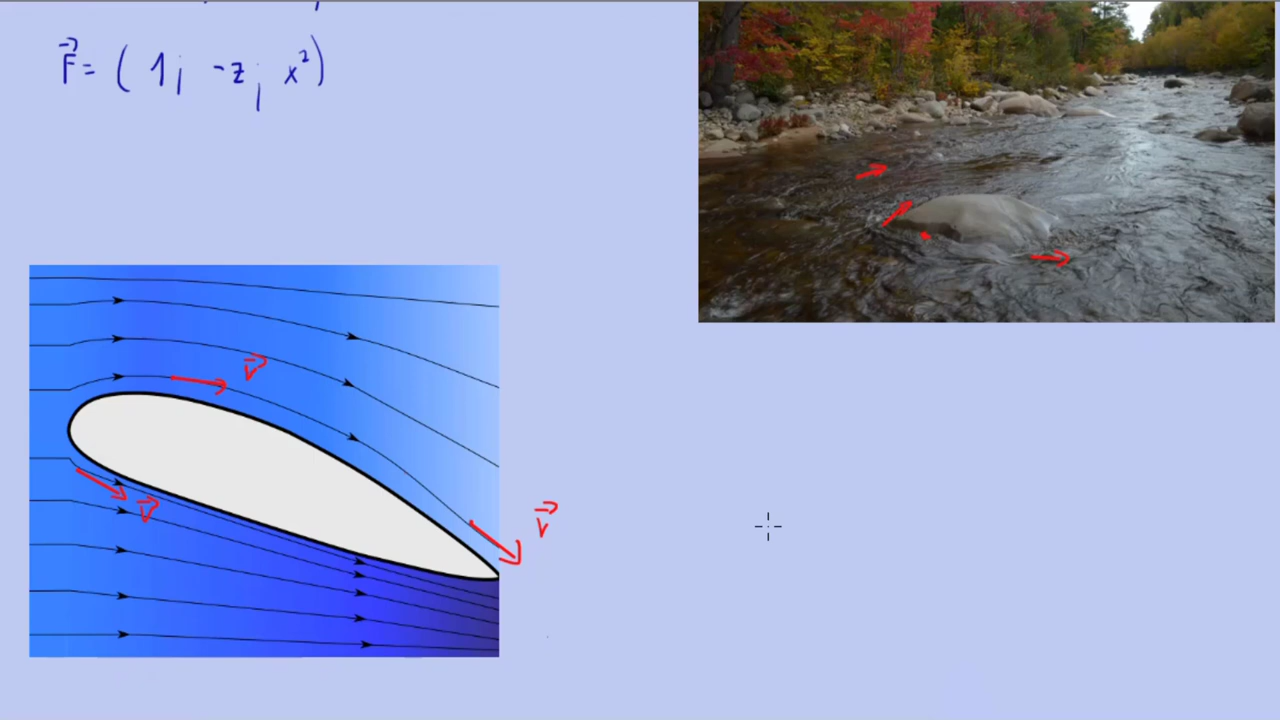 F⃗ = ( 1 ; -z ; x² )
v⃗
v⃗
v⃗